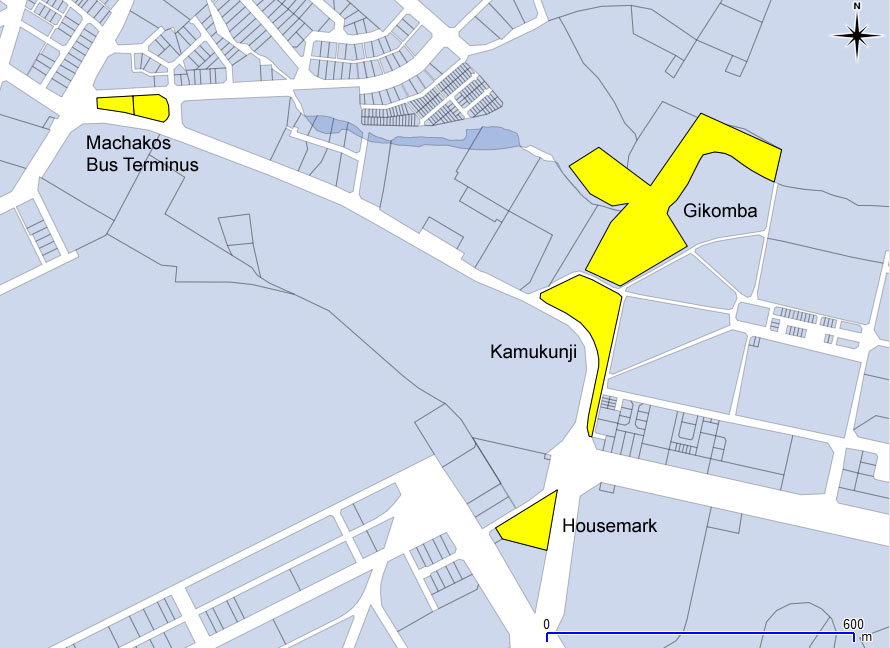 N
Machakos
Bus Terminus
Gikomba
Kamukunji
Housemark
0 600
m